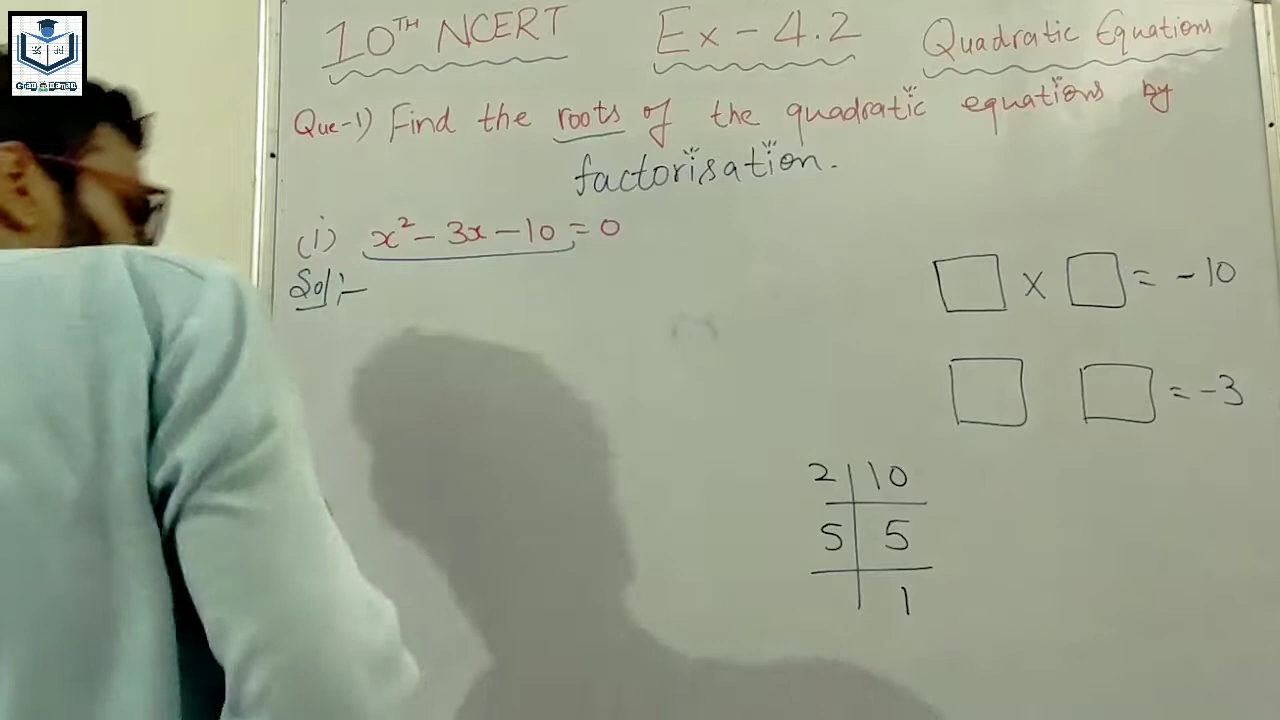 10TH NCERT Ex - 4.2 Quadratic Equations
Que-1) Find the roots of the quadratic equations by
factorisation.
(i) x² - 3x - 10 = 0
Sol:-
□ x □ = -10
□ □ = -3
2 | 10
5 | 5
| 1